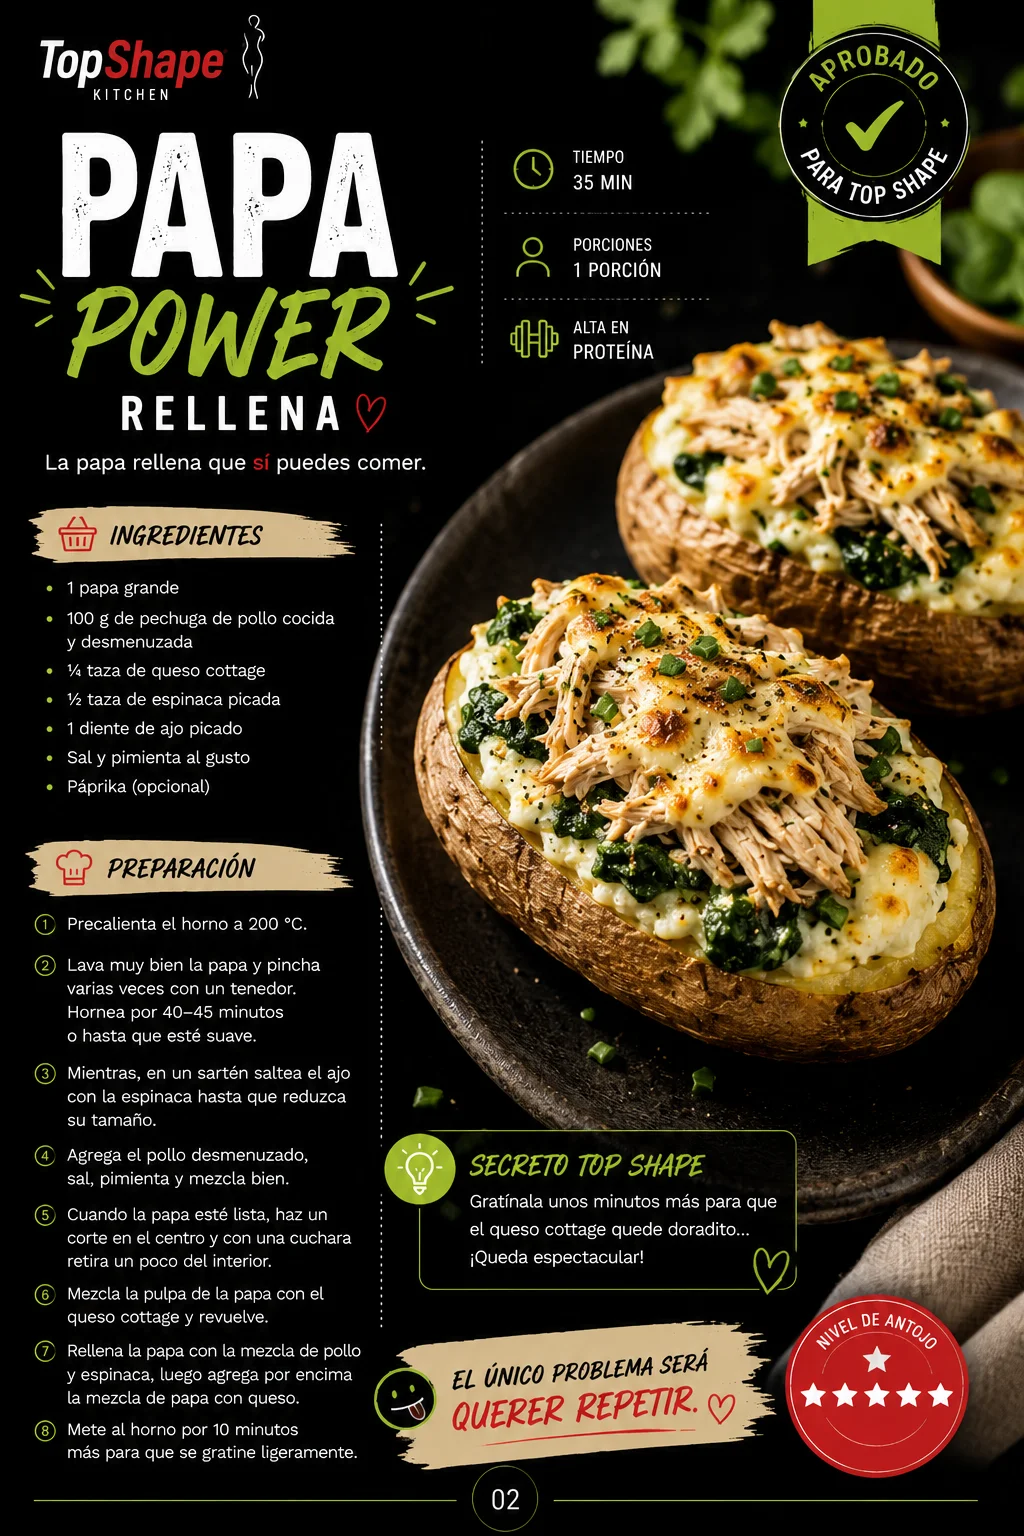 TopShape
KITCHEN
PAPA
POWER
RELLENA
La papa rellena que sí puedes comer.
TIEMPO
35 MIN
PORCIONES
1 PORCIÓN
ALTA EN
PROTEÍNA
APROBADO
PARA TOP SHAPE
INGREDIENTES
• 1 papa grande
• 100 g de pechuga de pollo cocida
y desmenuzada
• ¼ taza de queso cottage
• ½ taza de espinaca picada
• 1 diente de ajo picado
• Sal y pimienta al gusto
• Páprika (opcional)
PREPARACIÓN
1 Precalienta el horno a 200 °C.
2 Lava muy bien la papa y pincha
varias veces con un tenedor.
Hornea por 40–45 minutos
o hasta que esté suave.
3 Mientras, en un sartén saltea el ajo
con la espinaca hasta que reduzca
su tamaño.
4 Agrega el pollo desmenuzado,
sal, pimienta y mezcla bien.
5 Cuando la papa esté lista, haz un
corte en el centro y con una cuchara
retira un poco del interior.
6 Mezcla la pulpa de la papa con el
queso cottage y revuelve.
7 Rellena la papa con la mezcla de pollo
y espinaca, luego agrega por encima
la mezcla de papa con queso.
8 Mete al horno por 10 minutos
más para que se gratine ligeramente.
SECRETO TOP SHAPE
Gratínala unos minutos más para que
el queso cottage quede doradito...
¡Queda espectacular!
EL ÚNICO PROBLEMA SERÁ
QUERER REPETIR.
NIVEL DE ANTOJO
02